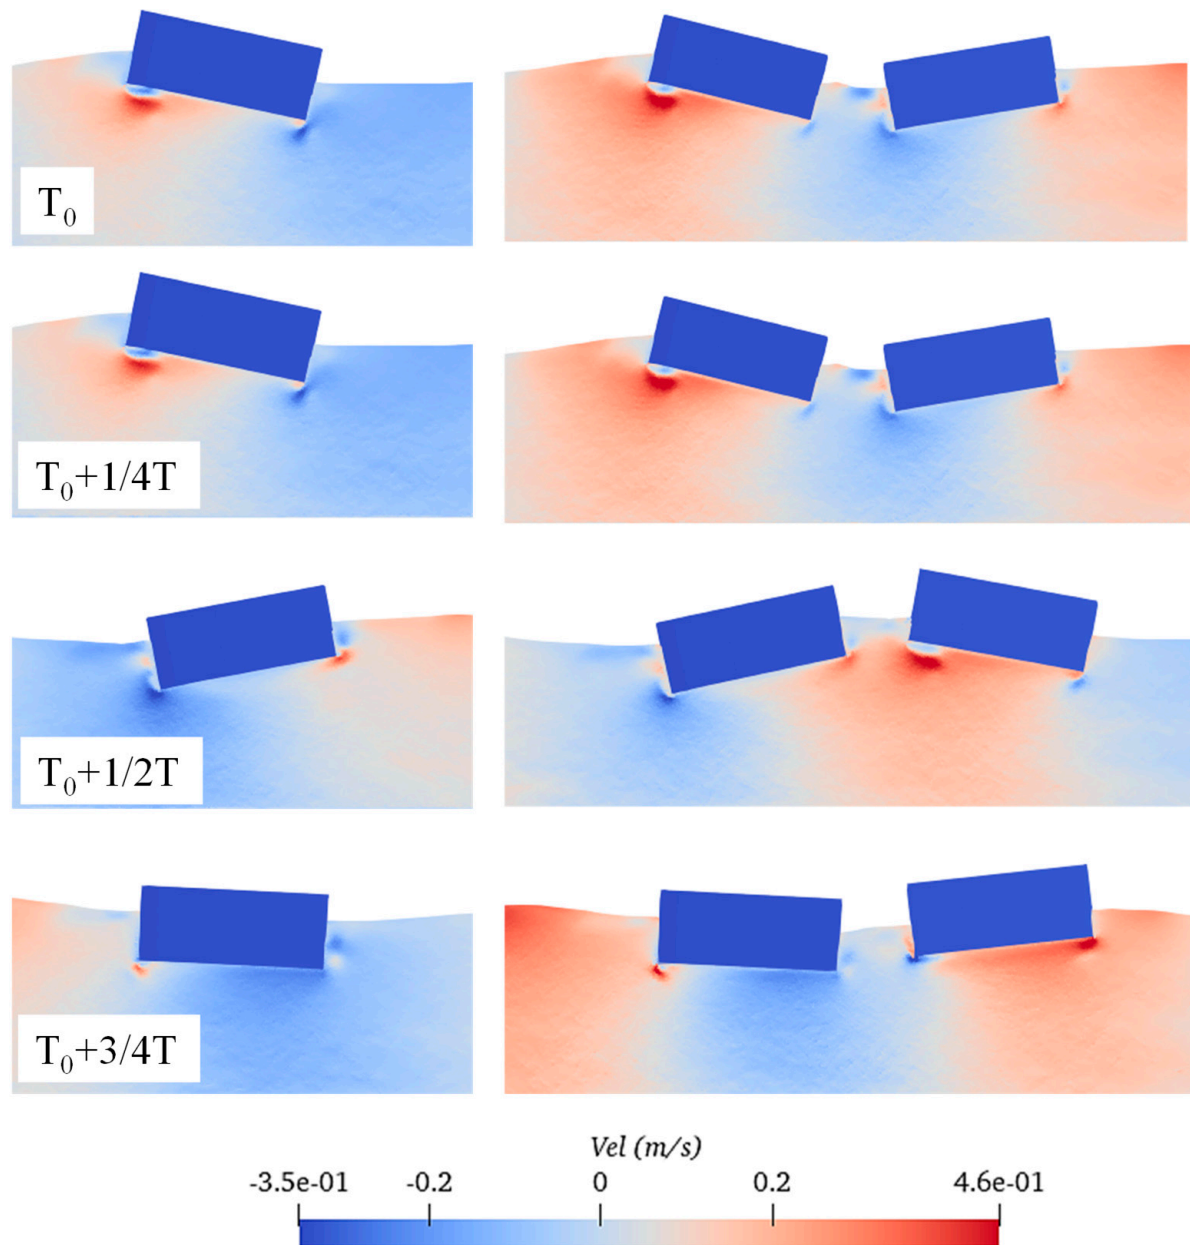 T₀
T₀+1/4T
T₀+1/2T
T₀+3/4T
Vel (m/s)
-3.5e-01 -0.2 0 0.2 4.6e-01